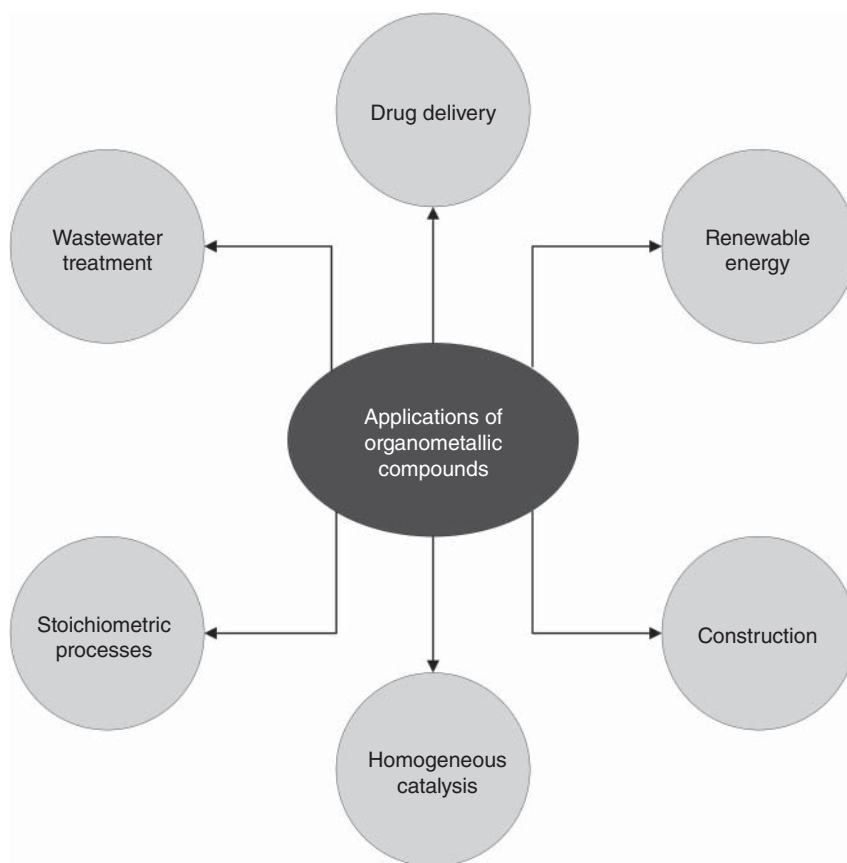 Drug delivery
Wastewater
treatment
Renewable
energy
Applications of
organometallic
compounds
Stoichiometric
processes
Construction
Homogeneous
catalysis